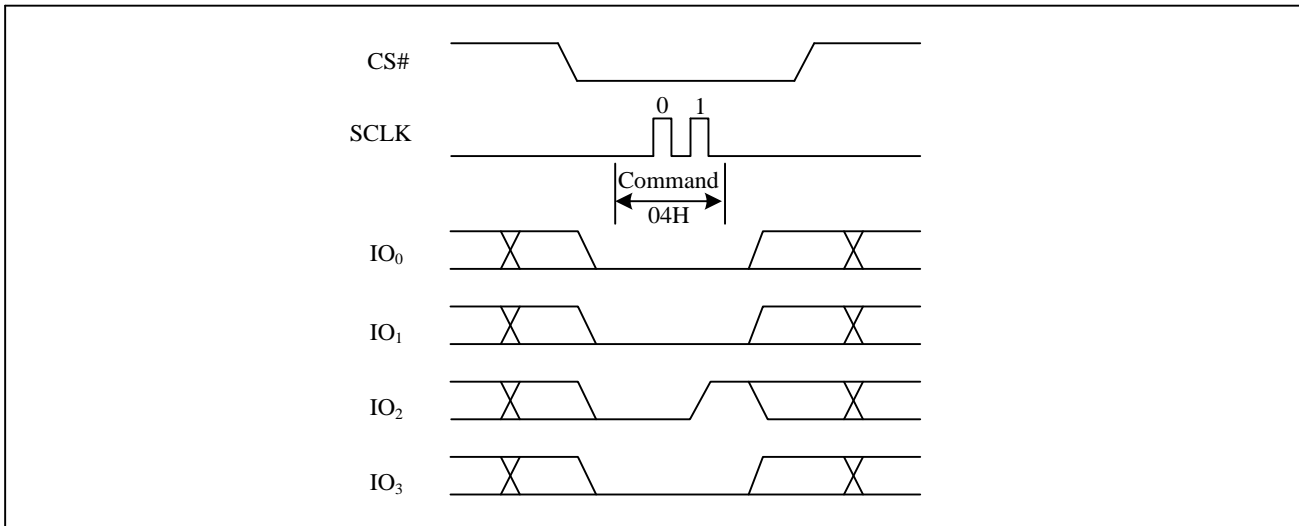 CS#
0 1
SCLK
Command
04H
IO₀
IO₁
IO₂
IO₃